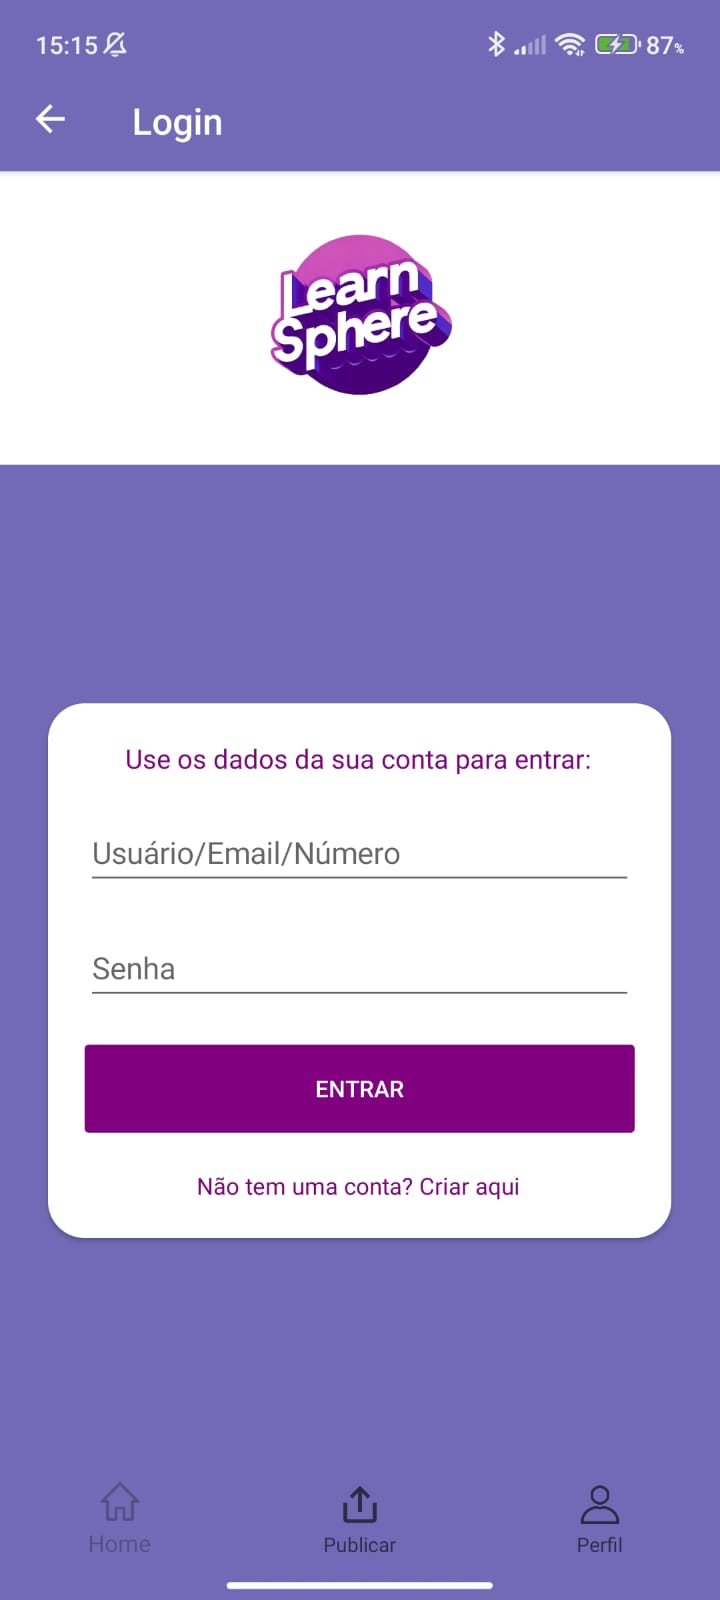 15:15 87%
Login
Learn
Sphere
Use os dados da sua conta para entrar:
Usuário/Email/Número
Senha
ENTRAR
Não tem uma conta? Criar aqui
Home Publicar Perfil